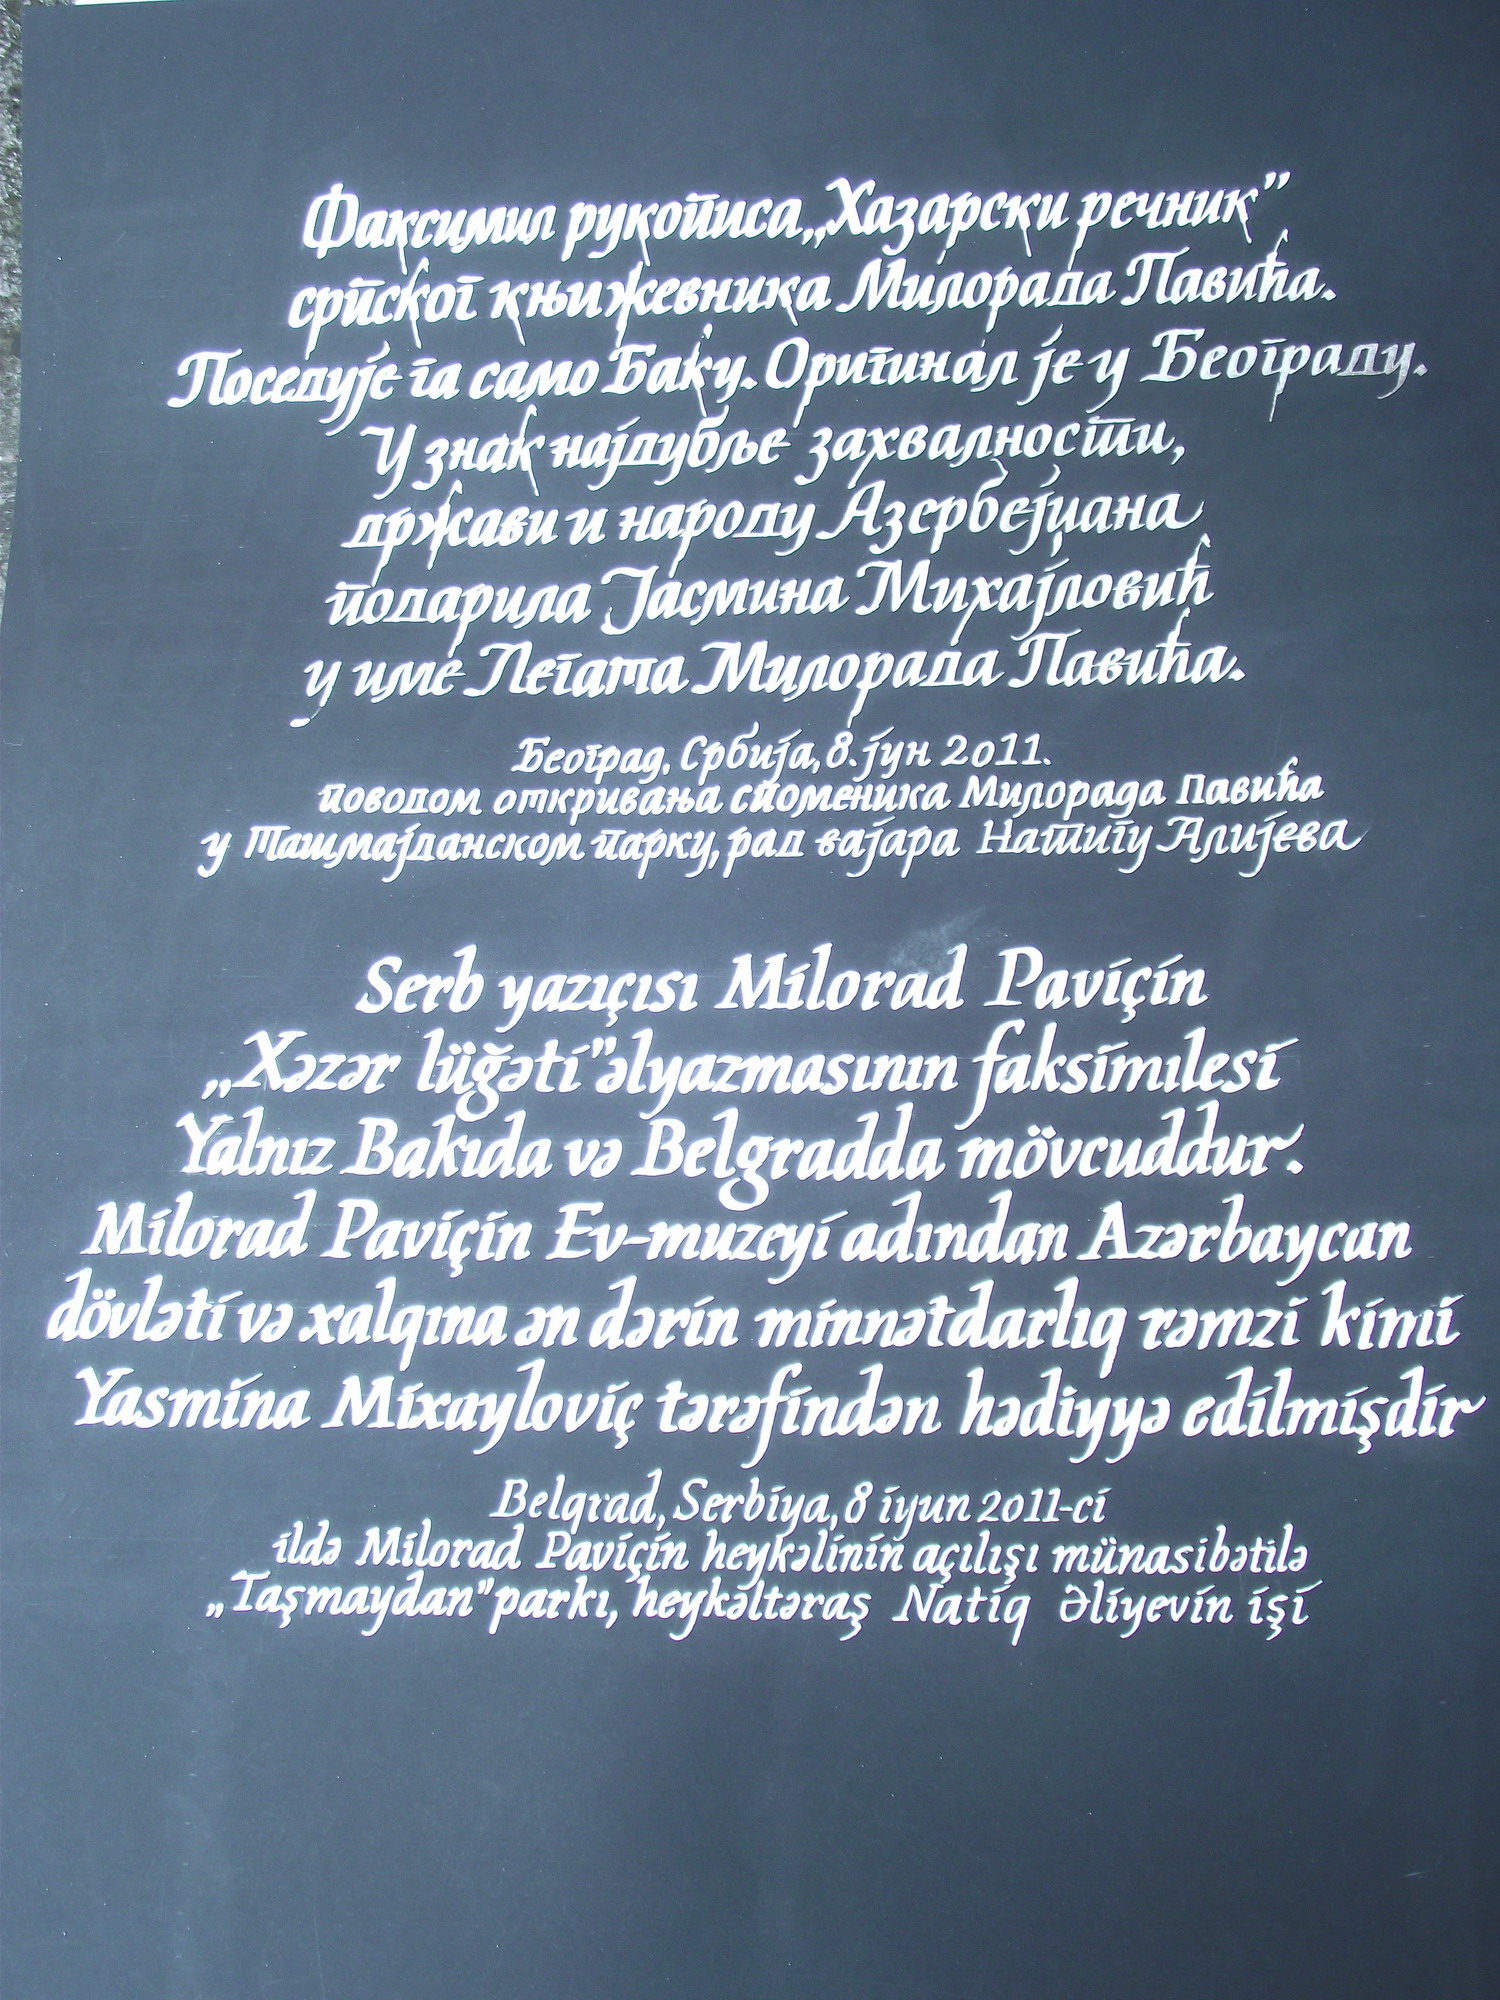 Факсимил рукописа „Хазарски речник”
српског књижевника Милорада Павића.
Поседује га само Баку. Оригинал је у Београду.
У знак најдубље захвалности,
држави и народу Азербејџана
подарила Јасмина Михајловић
у име Легата Милорада Павића.
Београд, Србија, 8. јун 2011.
поводом откривања споменика Милорада Павића
у Ташмајданском парку, рад вајара Натигу Алијева
Serb yazıçısı Milorad Paviçin
„Xəzər lüğəti” əlyazmasının faksimılesi
Yalnız Bakıda və Belgradda mövcuddur.
Milorad Paviçin Ev-muzeyi adından Azərbaycan
dövləti və xalqına ən dərin minnətdarlıq rəmzi kimi
Yasmina Mixayloviç tərəfindən hədiyyə edilmişdir
Belgrad, Serbiya, 8 iyun 2011-ci
ildə Milorad Paviçin heykəlinin açılışı münasibətilə
„Taşmaydan” parkı, heykəltəraş Natiq Əliyevin işi